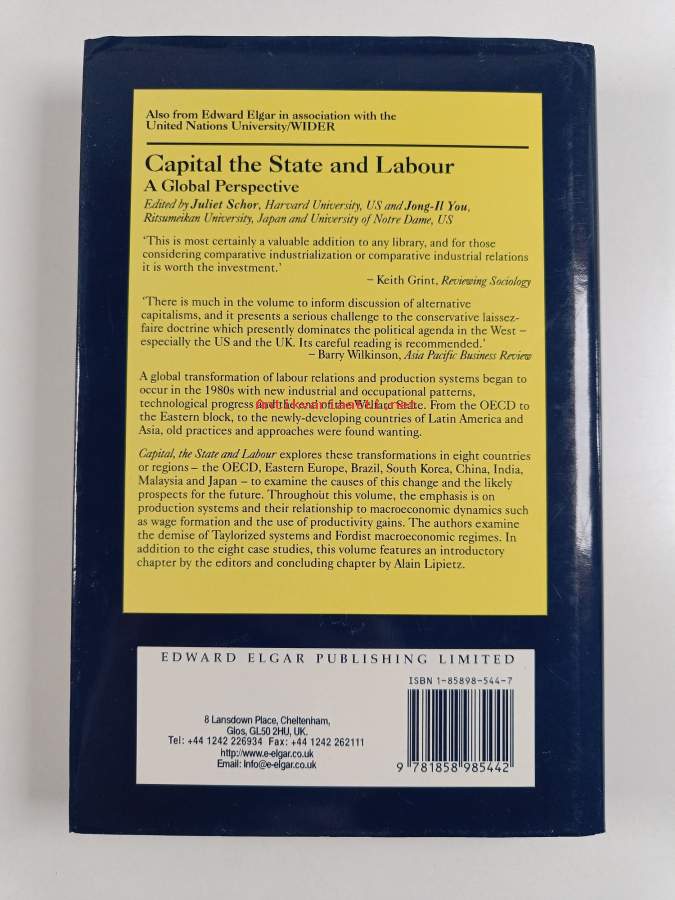 Also from Edward Elgar in association with the
United Nations University/WIDER
Capital the State and Labour
A Global Perspective
Edited by Juliet Schor, Harvard University, US and Jong-Il You,
Ritsumeikan University, Japan and University of Notre Dame, US
‘This is most certainly a valuable addition to any library, and for those
considering comparative industrialization or comparative industrial relations
it is worth the investment.’
– Keith Grint, Reviewing Sociology
‘There is much in the volume to inform discussion of alternative
capitalisms, and it presents a serious challenge to the conservative laissez-
faire doctrine which presently dominates the political agenda in the West –
especially the US and the UK. Its careful reading is recommended.’
– Barry Wilkinson, Asia Pacific Business Review
A global transformation of labour relations and production systems began to
occur in the 1980s with new industrial and occupational patterns,
technological progress and the end of the Welfare state. From the OECD to
the Eastern block, to the newly-developing countries of Latin America and
Asia, old practices and approaches were found wanting.
Capital, the State and Labour explores these transformations in eight countries
or regions – the OECD, Eastern Europe, Brazil, South Korea, China, India,
Malaysia and Japan – to examine the causes of this change and the likely
prospects for the future. Throughout this volume, the emphasis is on
production systems and their relationship to macroeconomic dynamics such
as wage formation and the use of productivity gains. The authors examine
the demise of Taylorized systems and Fordist macroeconomic regimes. In
addition to the eight case studies, this volume features an introductory
chapter by the editors and concluding chapter by Alain Lipietz.
EDWARD ELGAR PUBLISHING LIMITED
8 Lansdown Place, Cheltenham,
Glos, GL50 2HU, UK.
Tel: +44 1242 226934 Fax: +44 1242 262111
http://www.e-elgar.co.uk
Email: Info@e-elgar.co.uk
ISBN 1-85898-544-7
9 781858 985442